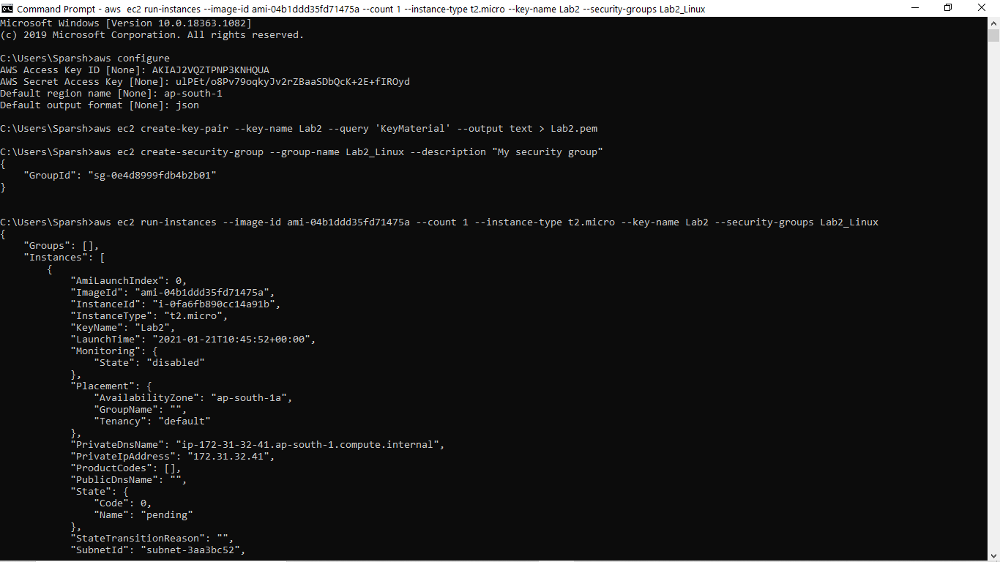 Command Prompt - aws  ec2 run-instances --image-id ami-04b1ddd35fd71475a --count 1 --instance-type t2.micro --key-name Lab2 --security-groups Lab2_Linux
Microsoft Windows [Version 10.0.18363.1082]
(c) 2019 Microsoft Corporation. All rights reserved.
C:\Users\Sparsh>aws configure
AWS Access Key ID [None]: AKIAJ2VQZTPNP3KNHQUA
AWS Secret Access Key [None]: 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
Default region name [None]: ap-south-1
Default output format [None]: json
C:\Users\Sparsh>aws ec2 create-key-pair --key-name Lab2 --query 'KeyMaterial' --output text > Lab2.pem
C:\Users\Sparsh>aws ec2 create-security-group --group-name Lab2_Linux --description "My security group"
{
    "GroupId": "sg-0e4d8999fdb4b2b01"
}
C:\Users\Sparsh>aws ec2 run-instances --image-id ami-04b1ddd35fd71475a --count 1 --instance-type t2.micro --key-name Lab2 --security-groups Lab2_Linux
{
    "Groups": [],
    "Instances": [
        {
            "AmiLaunchIndex": 0,
            "ImageId": "ami-04b1ddd35fd71475a",
            "InstanceId": "i-0fa6fb890cc14a91b",
            "InstanceType": "t2.micro",
            "KeyName": "Lab2",
            "LaunchTime": "2021-01-21T10:45:52+00:00",
            "Monitoring": {
                "State": "disabled"
            },
            "Placement": {
                "AvailabilityZone": "ap-south-1a",
                "GroupName": "",
                "Tenancy": "default"
            },
            "PrivateDnsName": "ip-172-31-32-41.ap-south-1.compute.internal",
            "PrivateIpAddress": "172.31.32.41",
            "ProductCodes": [],
            "PublicDnsName": "",
            "State": {
                "Code": 0,
                "Name": "pending"
            },
            "StateTransitionReason": "",
            "SubnetId": "subnet-3aa3bc52",